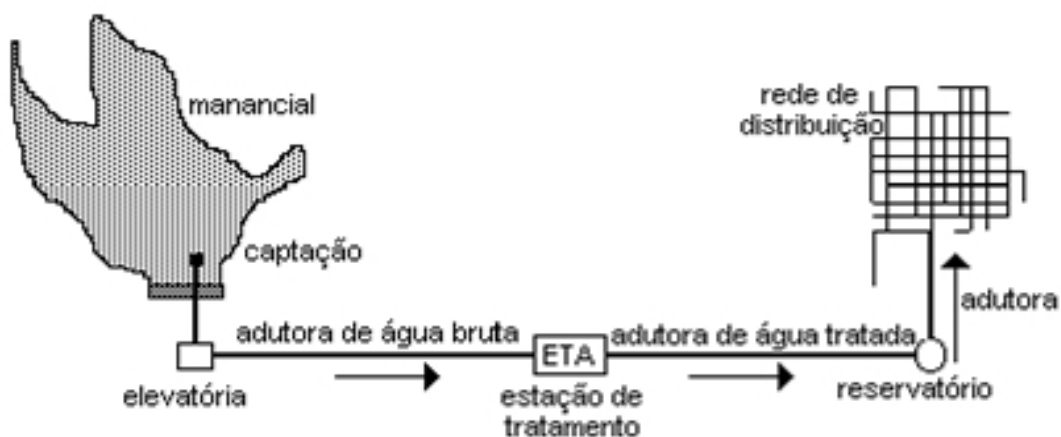 manancial
rede de
distribuição
captação
adutora
adutora de água bruta
ETA
adutora de água tratada
elevatória
estação de
tratamento
reservatório